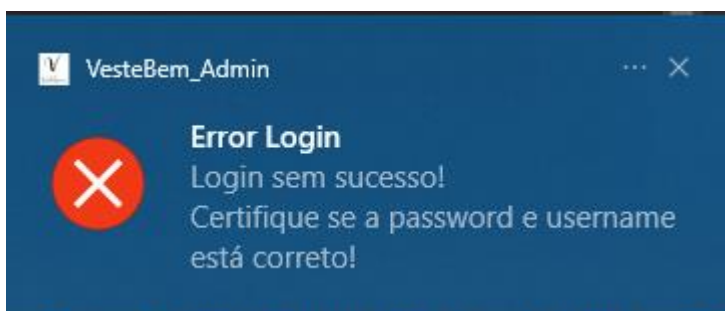 VesteBem_Admin
Error Login
Login sem sucesso!
Certifique se a password e username
está correto!